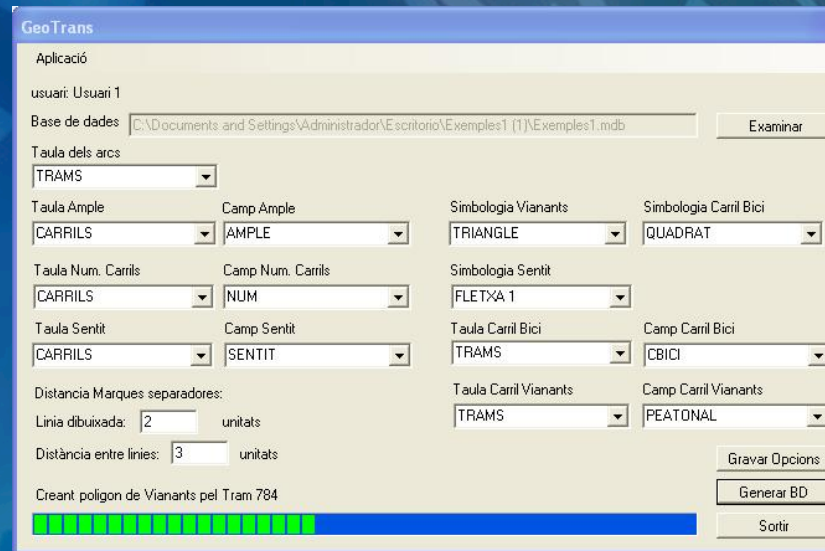 GeoTrans
Aplicació
usuari: Usuari 1
Base de dades C:\Documents and Settings\Administrador\Escritorio\Exemples1 (1)\Exemples1.mdb Examinar
Taula dels arcs
TRAMS
Taula Ample Camp Ample Simbologia Vianants Simbologia Carril Bici
CARRILS AMPLE TRIANGLE QUADRAT
Taula Num. Carrils Camp Num. Carrils Simbologia Sentit
CARRILS NUM FLETXA 1
Taula Sentit Camp Sentit Taula Carril Bici Camp Carril Bici
CARRILS SENTIT TRAMS CBICI
Distancia Marques separadores: Taula Carril Vianants Camp Carril Vianants
Linia dibuixada: 2 unitats TRAMS PEATONAL
Distància entre linies: 3 unitats Gravar Opcions
Creant poligon de Vianants pel Tram 784 Generar BD
Sortir